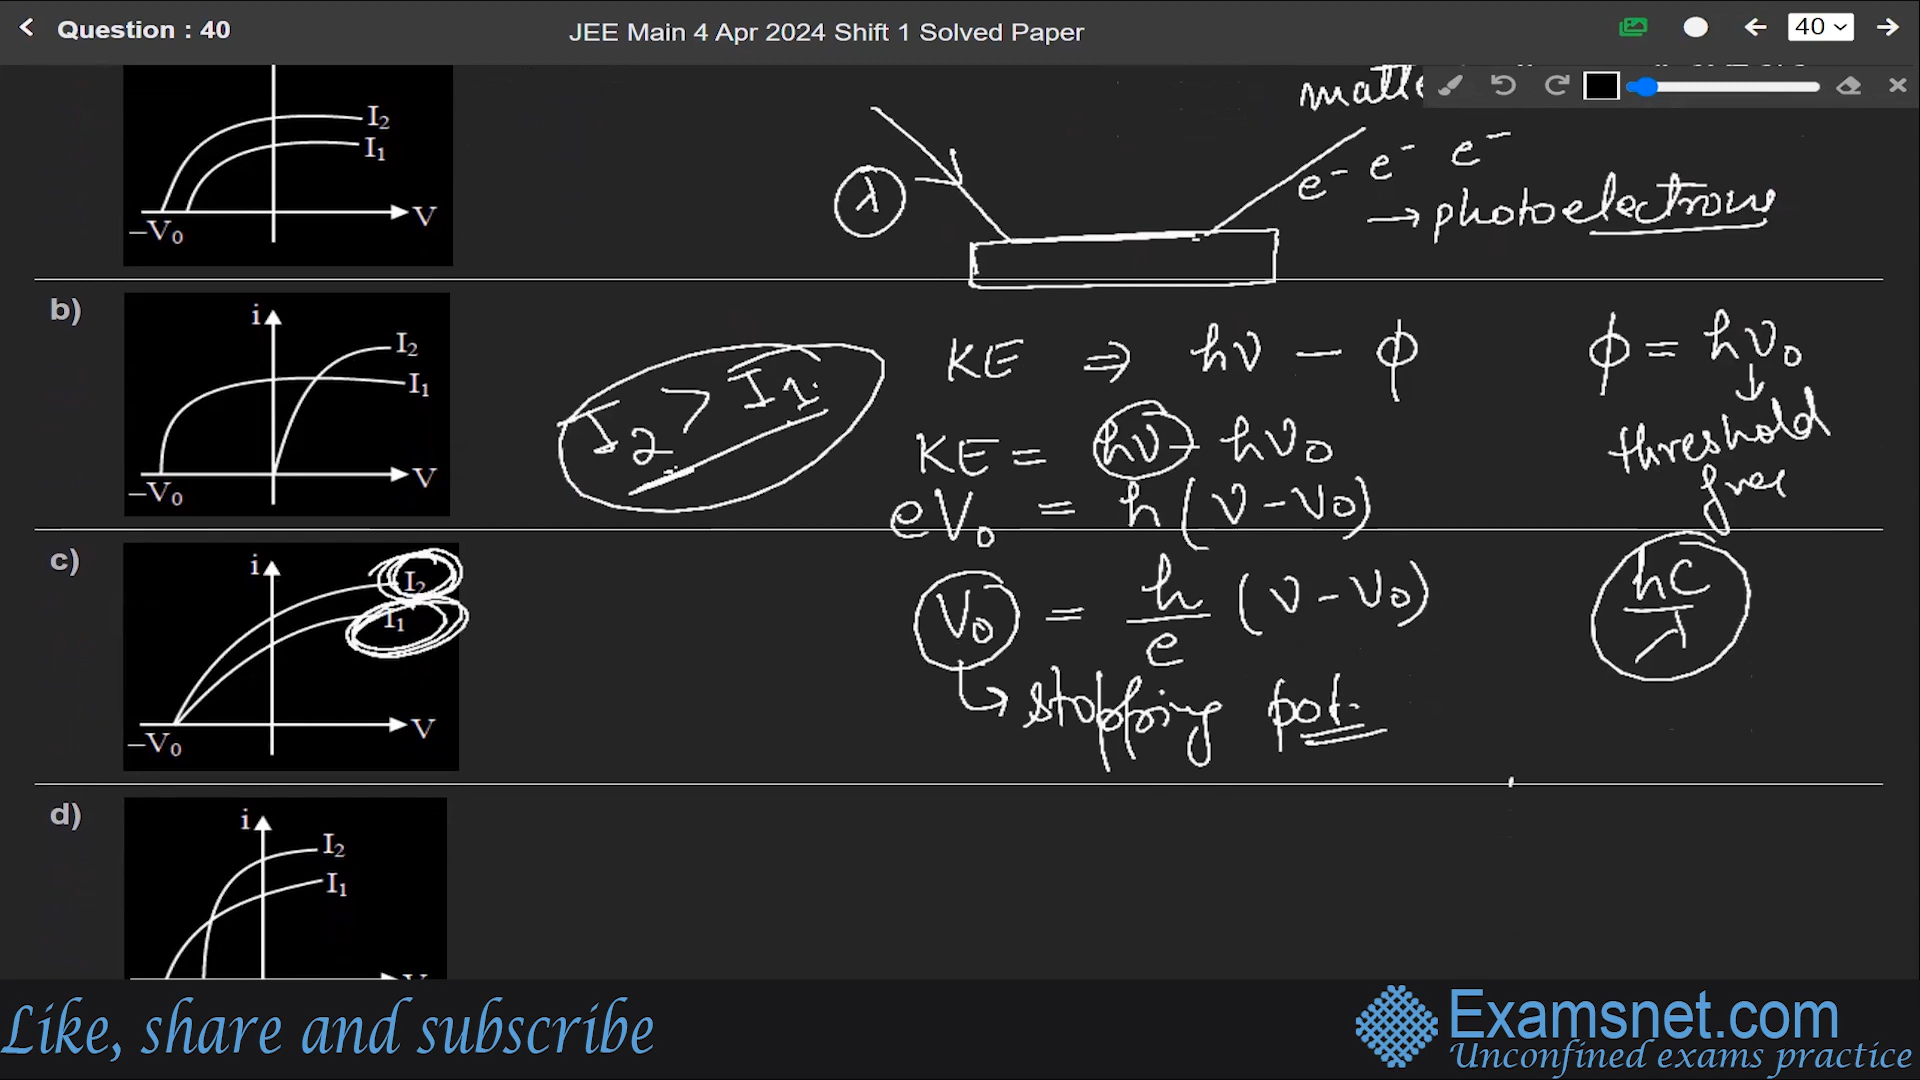 Question : 40
JEE Main 4 Apr 2024 Shift 1 Solved Paper
40
I₂
I₁
V
–V₀
λ
e⁻ e⁻ e⁻
→ photoelectrons
b)
i
I₂
I₁
V
–V₀
I₂ > I₁
KE ⇒ hν – ϕ
ϕ = hν₀
↓
threshold
freq
KE = hν – hν₀
eV₀ = h (ν – ν₀)
c)
i
I₂
I₁
V
–V₀
V₀ = h/e (ν – ν₀)
hc/λ
↳ stopping pot.
d)
i
I₂
I₁
Like, share and subscribe
Examsnet.com
Unconfined exams practice